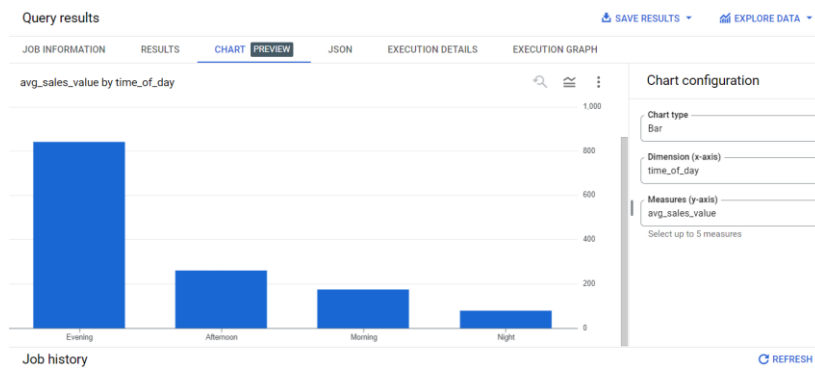 Query results
SAVE RESULTS
EXPLORE DATA
JOB INFORMATION
RESULTS
CHART PREVIEW
JSON
EXECUTION DETAILS
EXECUTION GRAPH
avg_sales_value by time_of_day
1,000
800
600
400
200
0
Evening
Afternoon
Morning
Night
Chart configuration
Chart type
Bar
Dimension (x-axis)
time_of_day
Measures (y-axis)
avg_sales_value
Select up to 5 measures
Job history
REFRESH